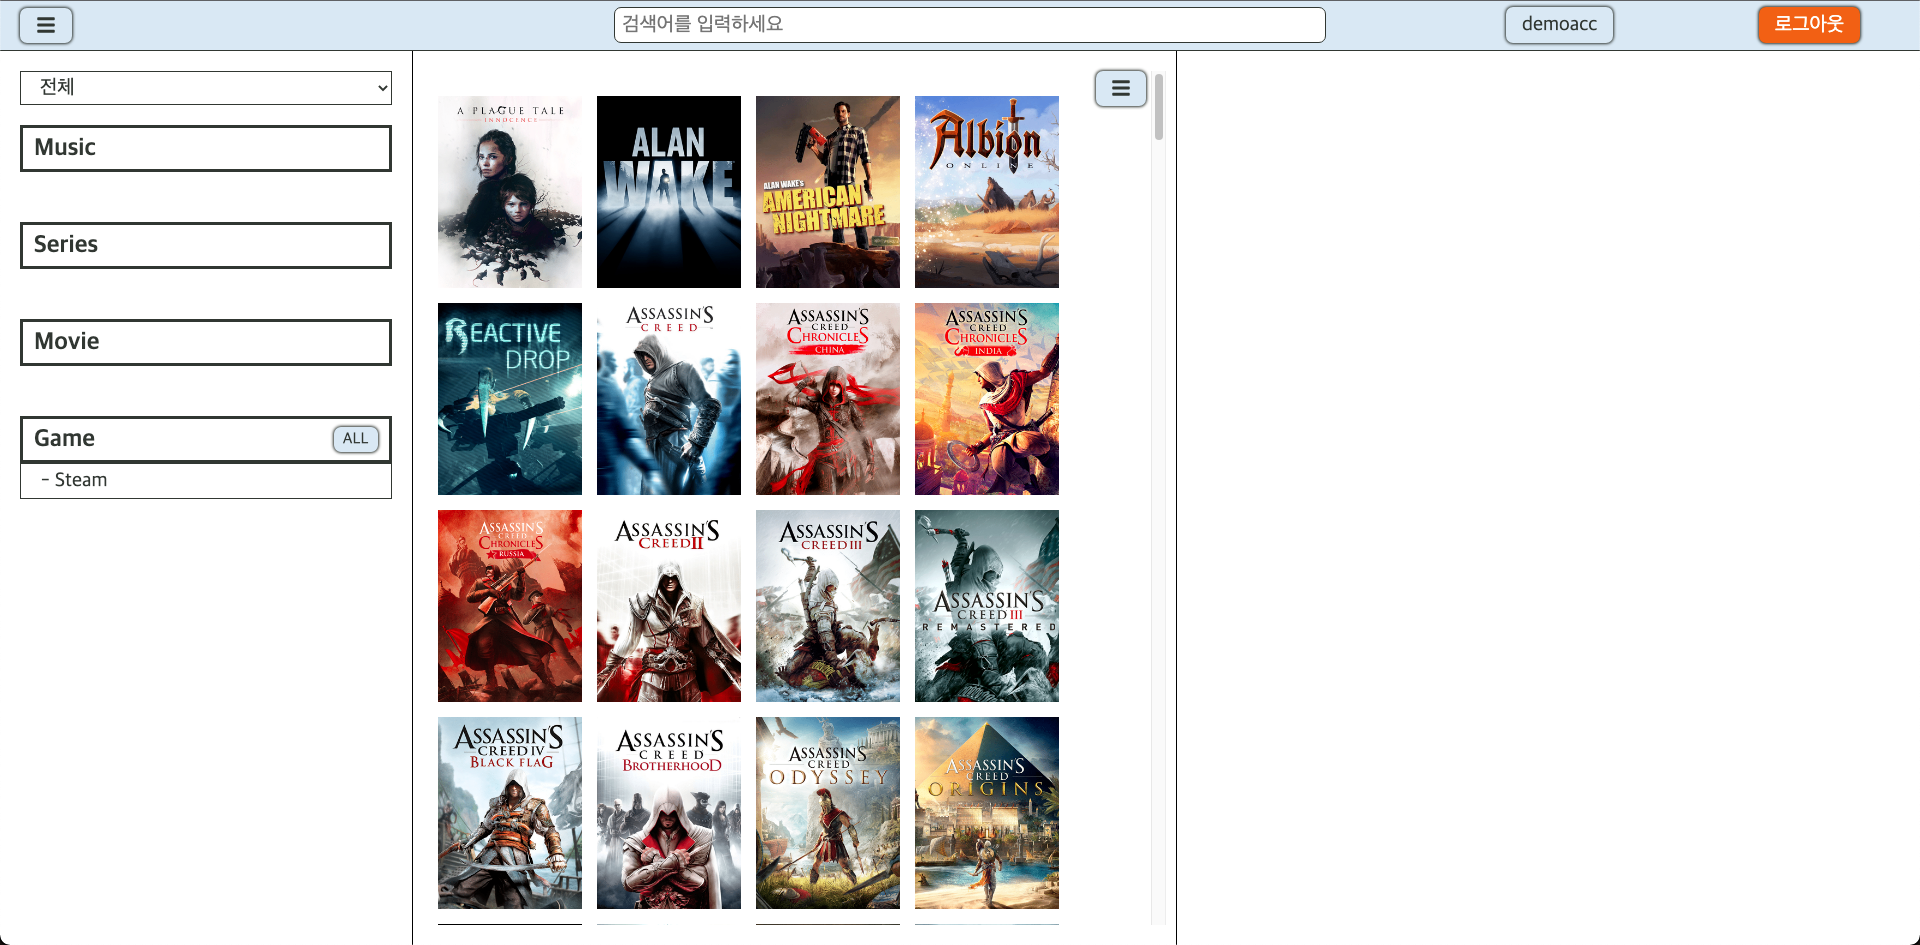 검색어를 입력하세요
demoacc
로그아웃
전체
Music
Series
Movie
Game
ALL
- Steam
A PLAGUE TALE
INNOCENCE
ALAN
WAKE
ALAN WAKE'S
AMERICAN
NIGHTMARE
Albion
ONLINE
REACTIVE
DROP
ASSASSIN'S
CREED
ASSASSIN'S
CREED
CHRONICLES
CHINA
ASSASSIN'S
CREED
CHRONICLES
INDIA
ASSASSIN'S
CREED
CHRONICLES
RUSSIA
ASSASSIN'S
CREED II
ASSASSIN'S
CREED III
ASSASSIN'S
CREED III
REMASTERED
ASSASSIN'S
CREED IV
BLACK FLAG
ASSASSIN'S
CREED
BROTHERHOOD
ASSASSIN'S
CREED
ODYSSEY
ASSASSIN'S
CREED
ORIGINS